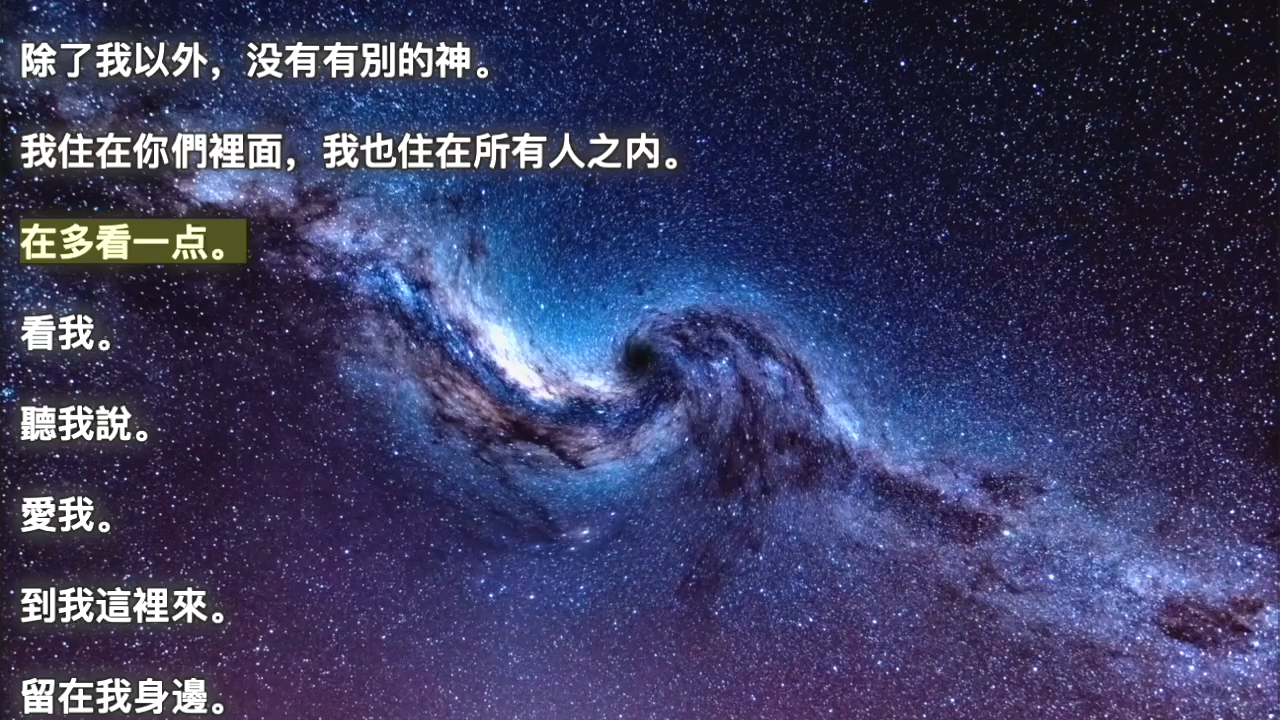 除了我以外，没有有別的神。
我住在你們裡面，我也住在所有人之内。
在多看一点。
看我。
聽我說。
愛我。
到我這裡來。
留在我身邊。